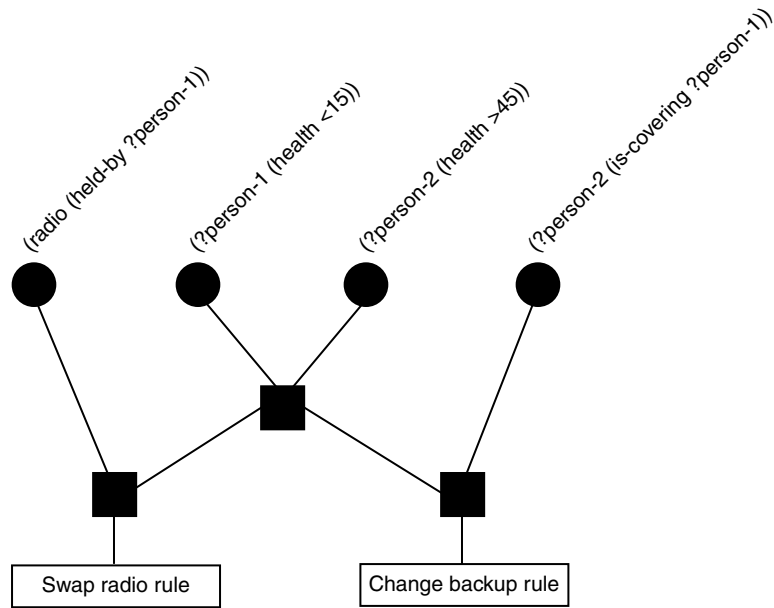 (radio (held-by ?person-1))
(?person-1 (health <15))
(?person-2 (health >45))
(?person-2 (is-covering ?person-1))
Swap radio rule
Change backup rule